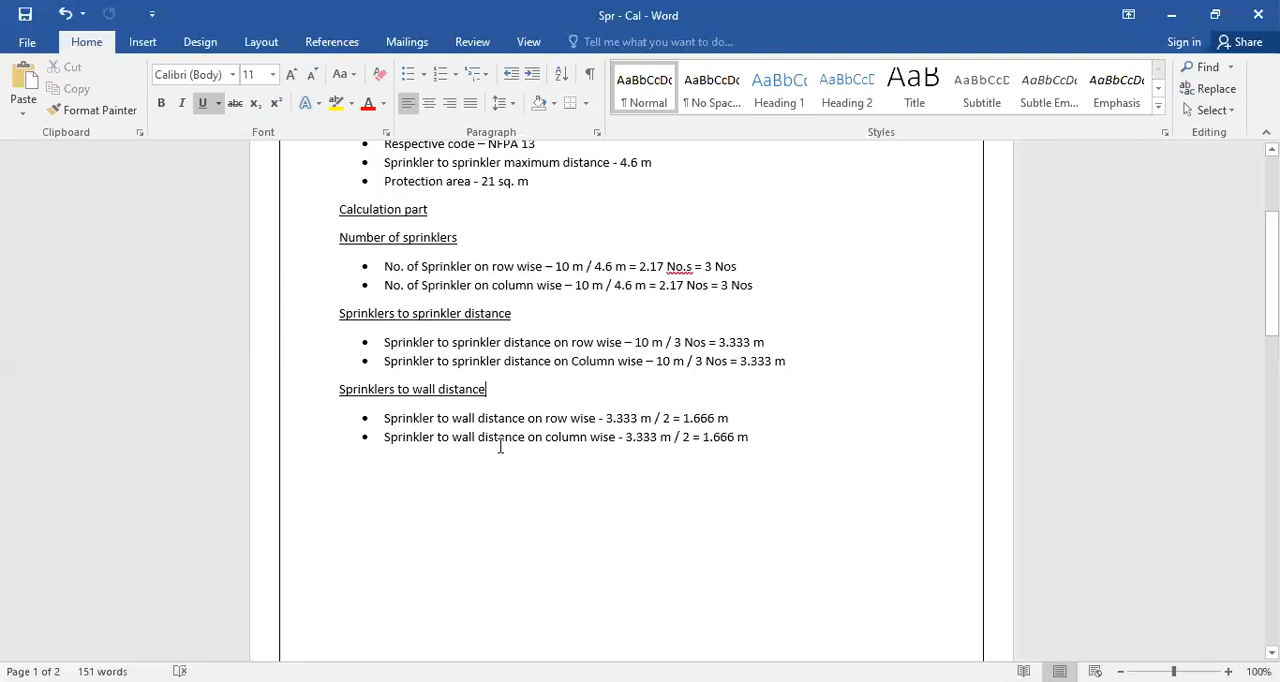 Spr - Cal - Word
File Home Insert Design Layout References Mailings Review View Tell me what you want to do... Sign in Share
Paste Cut Copy Format Painter Clipboard
Calibri (Body) 11 Aa B I U abc x₂ x² A A Font
Paragraph
AaBbCcDc ¶ Normal
AaBbCcDc ¶ No Spac...
AaBbCc Heading 1
AaBbCcD Heading 2
AaB Title
AaBbCcD Subtitle
AaBbCcDc Subtle Em...
AaBbCcDc Emphasis
Styles
Find Replace Select Editing
• Respective code – NFPA 13
• Sprinkler to sprinkler maximum distance - 4.6 m
• Protection area - 21 sq. m
Calculation part
Number of sprinklers
• No. of Sprinkler on row wise – 10 m / 4.6 m = 2.17 No.s = 3 Nos
• No. of Sprinkler on column wise – 10 m / 4.6 m = 2.17 Nos = 3 Nos
Sprinklers to sprinkler distance
• Sprinkler to sprinkler distance on row wise – 10 m / 3 Nos = 3.333 m
• Sprinkler to sprinkler distance on Column wise – 10 m / 3 Nos = 3.333 m
Sprinklers to wall distance
• Sprinkler to wall distance on row wise - 3.333 m / 2 = 1.666 m
• Sprinkler to wall distance on column wise - 3.333 m / 2 = 1.666 m
Page 1 of 2 151 words 100%